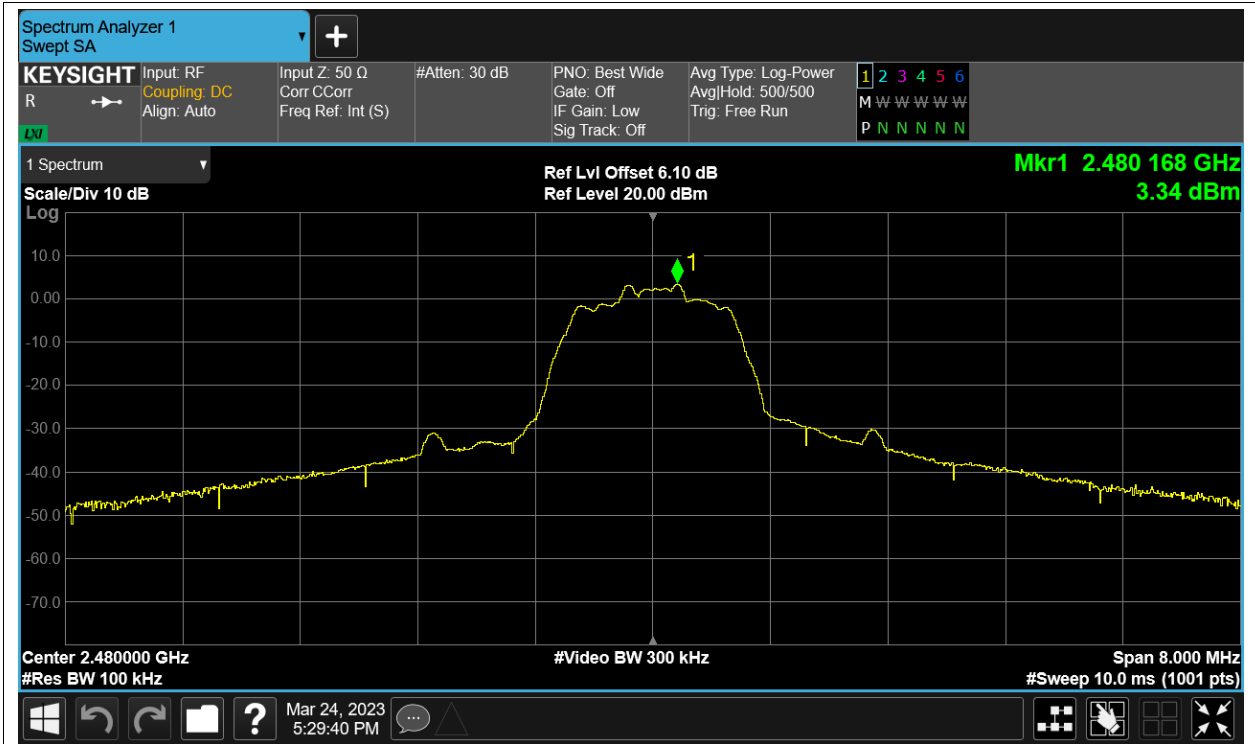 Spectrum Analyzer 1
Swept SA
KEYSIGHT
R
LXI
Input: RF
Coupling: DC
Align: Auto
Input Z: 50 Ω
Corr CCorr
Freq Ref: Int (S)
#Atten: 30 dB
PNO: Best Wide
Gate: Off
IF Gain: Low
Sig Track: Off
Avg Type: Log-Power
Avg|Hold: 500/500
Trig: Free Run
1 2 3 4 5 6
M W W W W W
P N N N N N
1 Spectrum
Scale/Div 10 dB
Log
Ref Lvl Offset 6.10 dB
Ref Level 20.00 dBm
Mkr1 2.480 168 GHz
3.34 dBm
1
10.0
0.00
-10.0
-20.0
-30.0
-40.0
-50.0
-60.0
-70.0
Center 2.480000 GHz
#Res BW 100 kHz
#Video BW 300 kHz
Span 8.000 MHz
#Sweep 10.0 ms (1001 pts)
?
Mar 24, 2023
5:29:40 PM